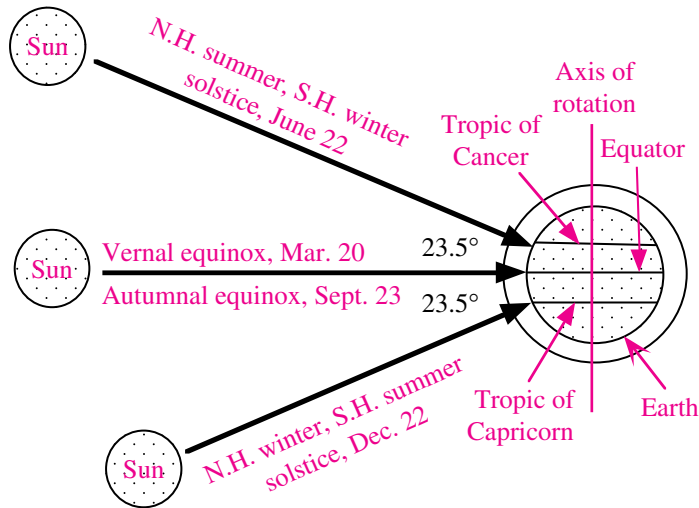 Sun
N.H. summer, S.H. winter
solstice, June 22
Axis of
rotation
Tropic of
Cancer
Equator
Sun
Vernal equinox, Mar. 20
23.5°
Autumnal equinox, Sept. 23
23.5°
N.H. winter, S.H. summer
solstice, Dec. 22
Tropic of
Capricorn
Earth
Sun